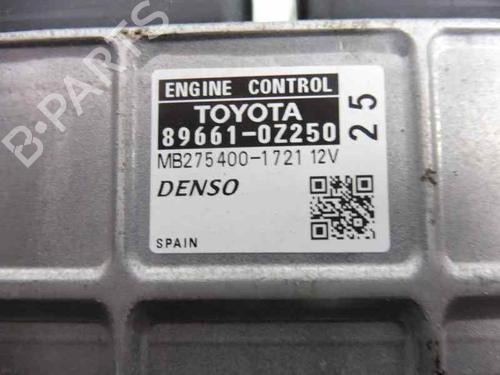 B-PARTS
ENGINE CONTROL
TOYOTA
89661-0Z250
25
MB275400-1721 12V
DENSO
SPAIN